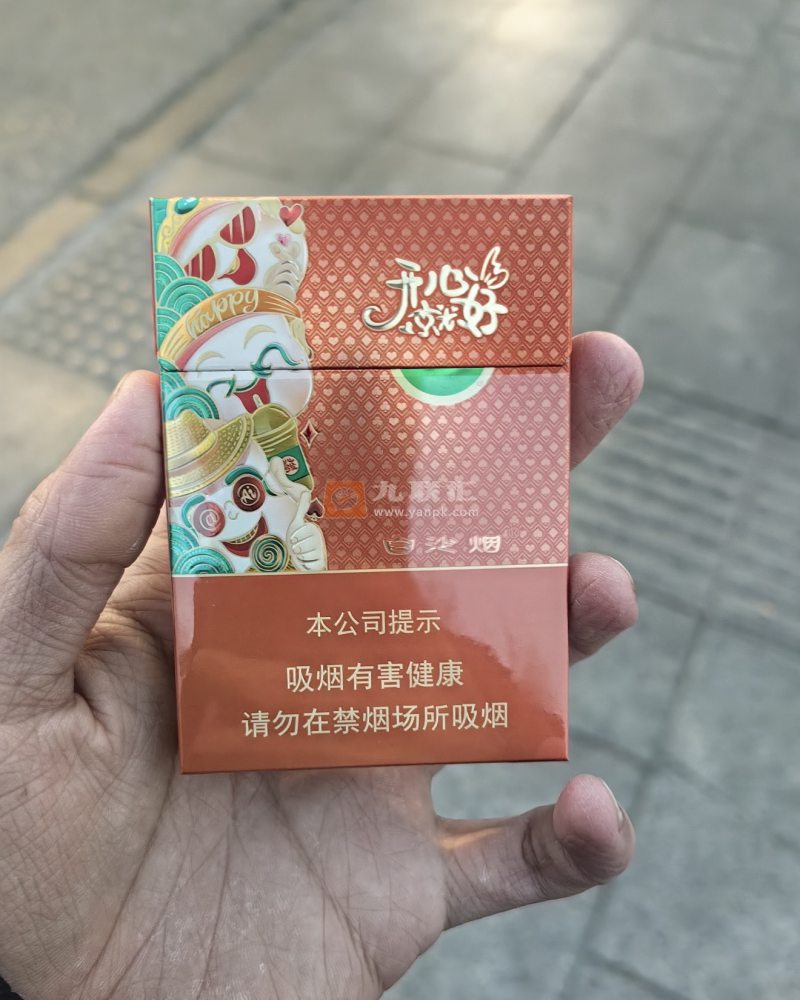 happy
开心就好
Ai
@
九联汇
www.yanpk.com
白沙烟
本公司提示
吸烟有害健康
请勿在禁烟场所吸烟